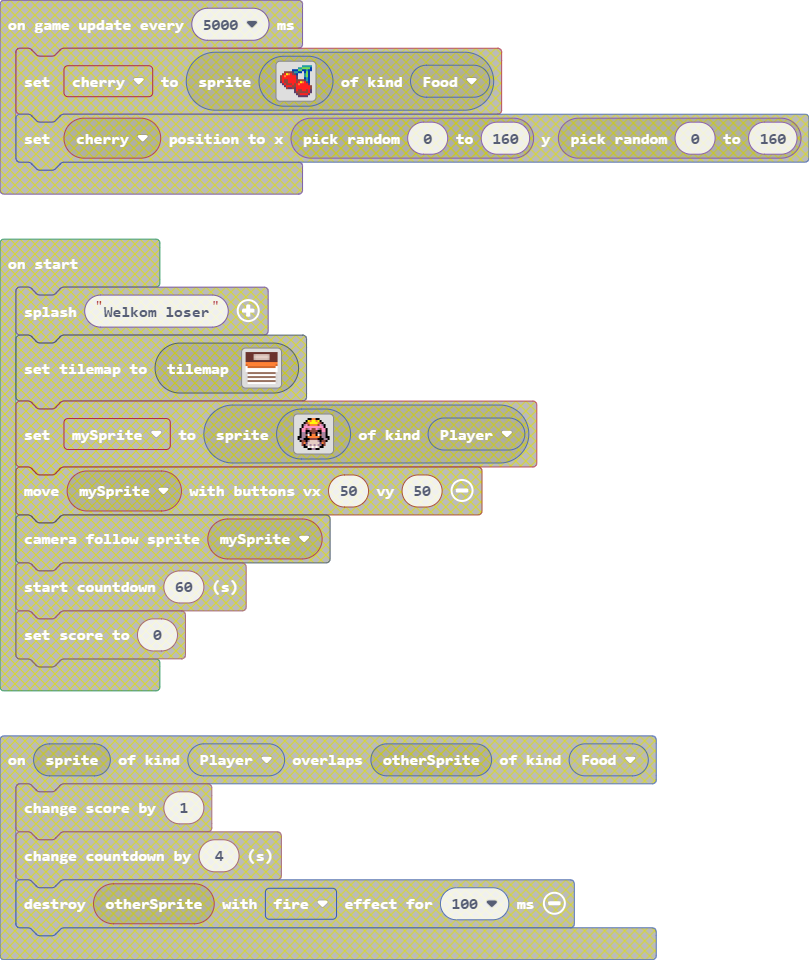 on game update every 5000 ms
set cherry to sprite of kind Food
set cherry position to x pick random 0 to 160 y pick random 0 to 160
on start
splash "Welkom loser"
set tilemap to tilemap
set mySprite to sprite of kind Player
move mySprite with buttons vx 50 vy 50
camera follow sprite mySprite
start countdown 60 (s)
set score to 0
on sprite of kind Player overlaps otherSprite of kind Food
change score by 1
change countdown by 4 (s)
destroy otherSprite with fire effect for 100 ms